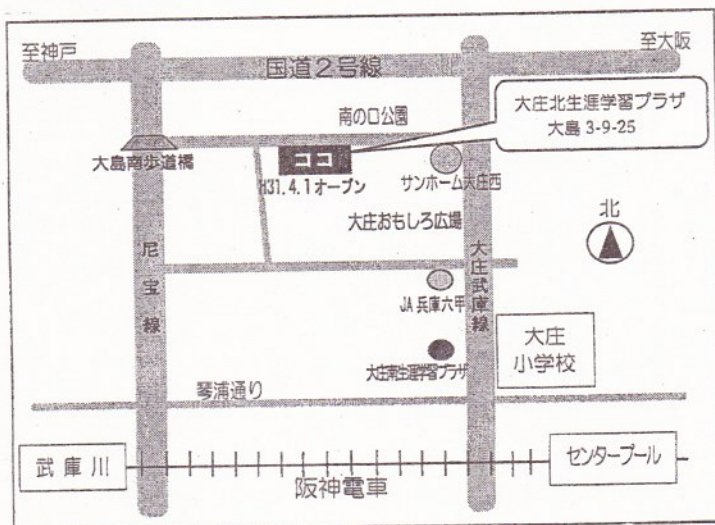 至神戸
至大阪
国道2号線
南の口公園
大庄北生涯学習プラザ
大島 3-9-25
大島南歩道橋
ココ
H31.4.1オープン
サンホーム大庄西
大庄おもしろ広場
北
尼宝線
大庄武庫線
JA兵庫六甲
大庄南生涯学習プラザ
大庄
小学校
琴浦通り
武庫川
センタープール
阪神電車